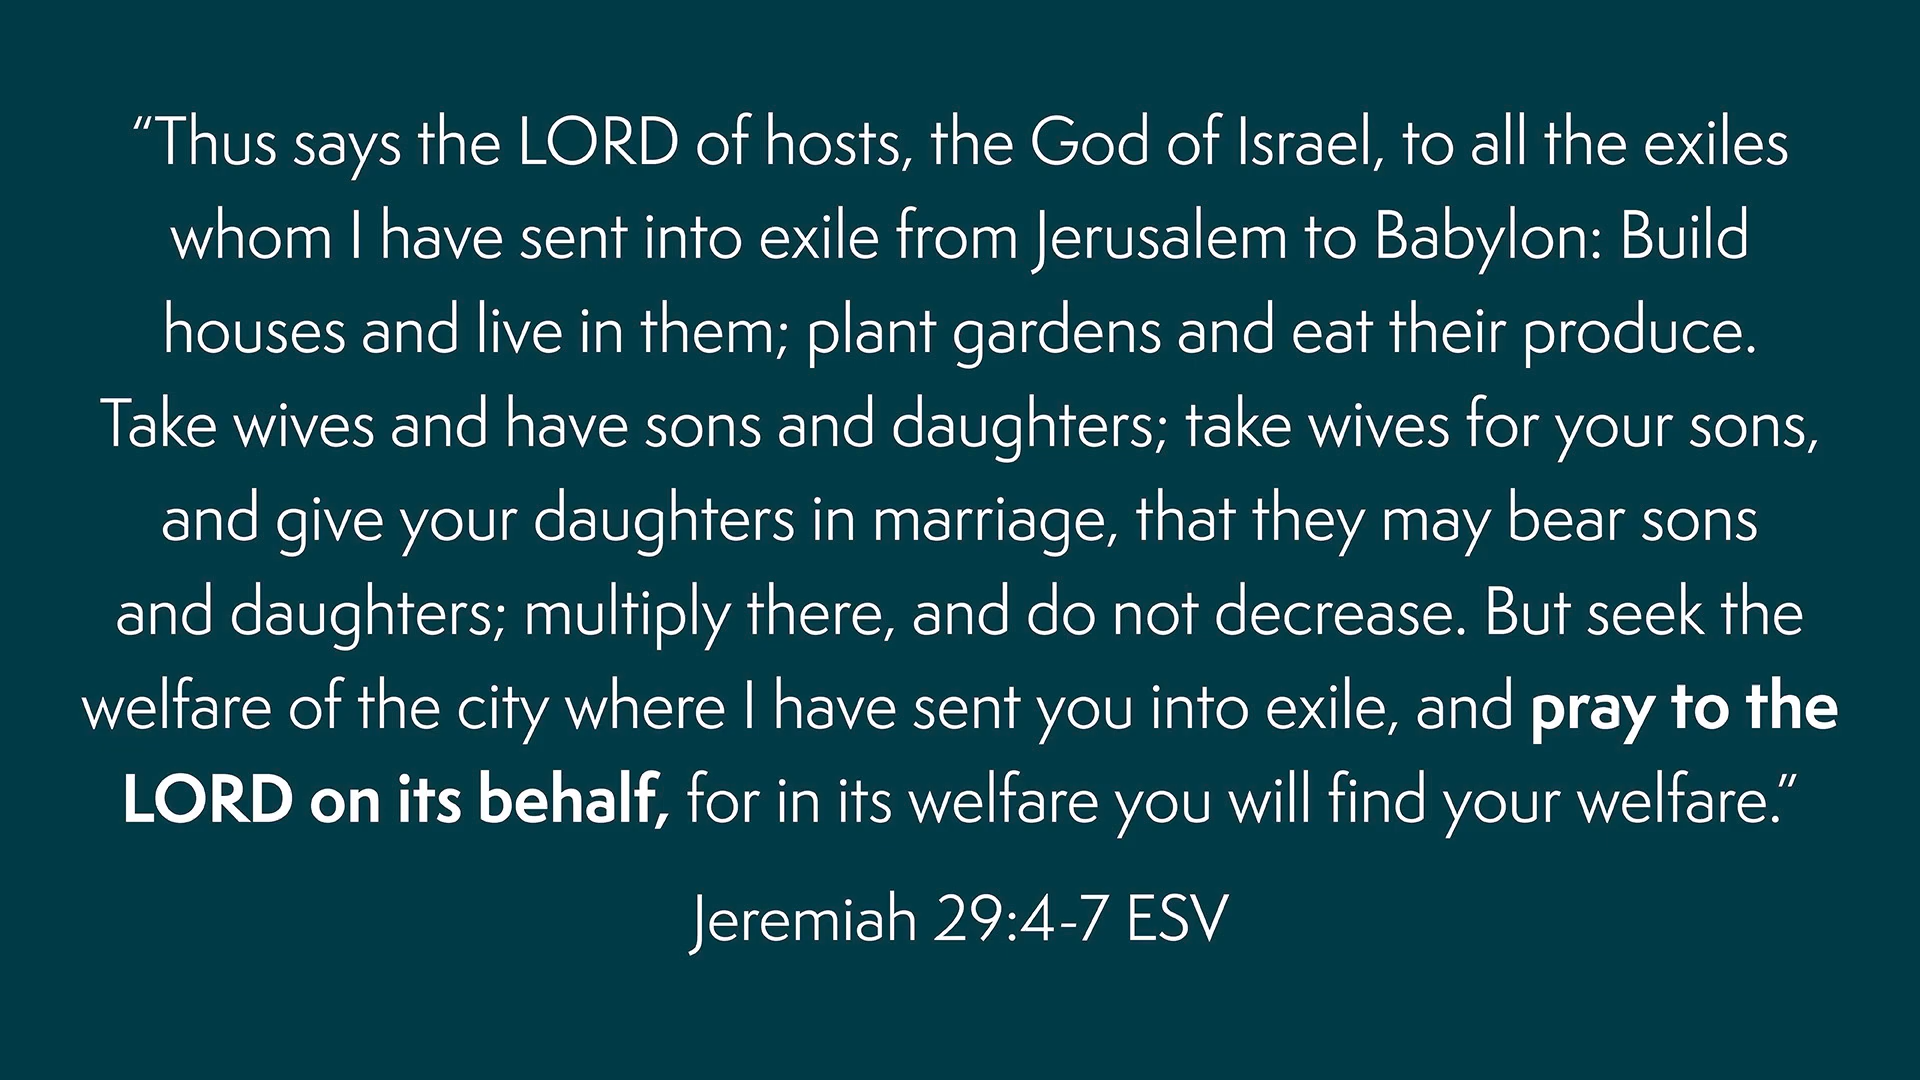 “Thus says the LORD of hosts, the God of Israel, to all the exiles
whom I have sent into exile from Jerusalem to Babylon: Build
houses and live in them; plant gardens and eat their produce.
Take wives and have sons and daughters; take wives for your sons,
and give your daughters in marriage, that they may bear sons
and daughters; multiply there, and do not decrease. But seek the
welfare of the city where I have sent you into exile, and pray to the
LORD on its behalf, for in its welfare you will find your welfare.”
Jeremiah 29:4-7 ESV